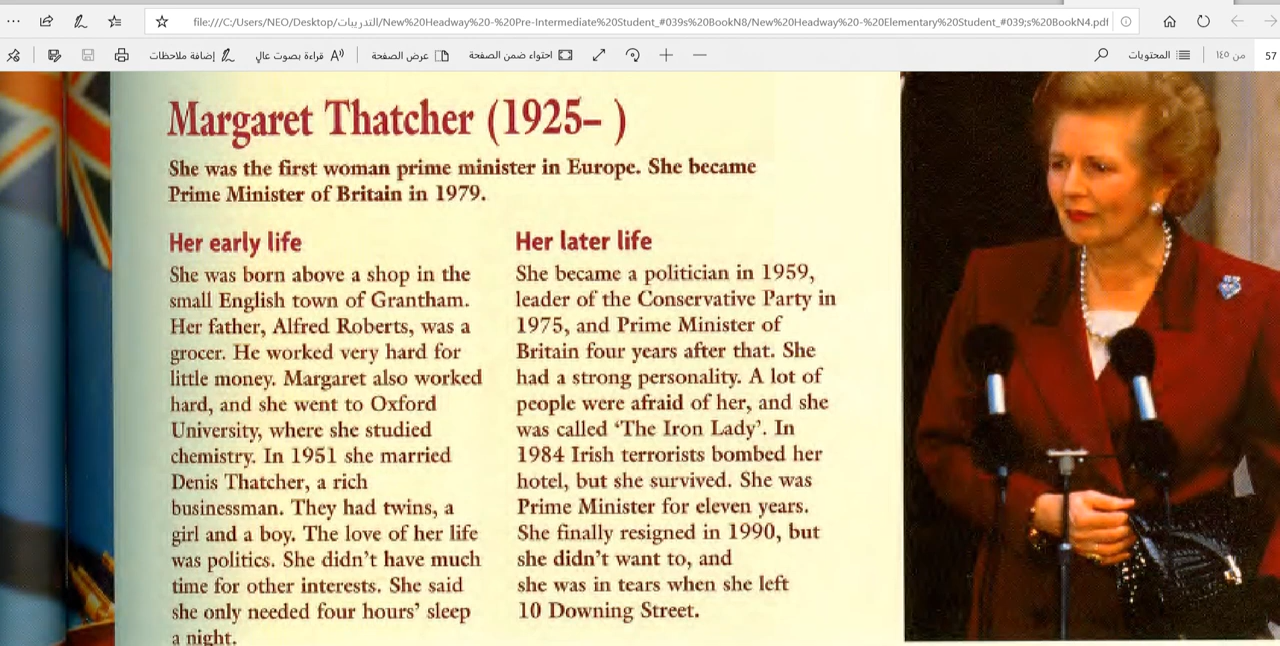 file:///C:/Users/NEO/Desktop/التدريبات/New%20Headway%20-%20Pre-Intermediate%20Student_#039s%20BookN8/New%20Headway%20-%20Elementary%20Student_#039;s%20BookN4.pdf
57
من ١٤٥
المحتويات
احتواء ضمن الصفحة
عرض الصفحة
قراءة بصوت عالٍ
إضافة ملاحظات
Margaret Thatcher (1925– )
She was the first woman prime minister in Europe. She became
Prime Minister of Britain in 1979.
Her early life
She was born above a shop in the
small English town of Grantham.
Her father, Alfred Roberts, was a
grocer. He worked very hard for
little money. Margaret also worked
hard, and she went to Oxford
University, where she studied
chemistry. In 1951 she married
Denis Thatcher, a rich
businessman. They had twins, a
girl and a boy. The love of her life
was politics. She didn't have much
time for other interests. She said
she only needed four hours' sleep
a night.
Her later life
She became a politician in 1959,
leader of the Conservative Party in
1975, and Prime Minister of
Britain four years after that. She
had a strong personality. A lot of
people were afraid of her, and she
was called 'The Iron Lady'. In
1984 Irish terrorists bombed her
hotel, but she survived. She was
Prime Minister for eleven years.
She finally resigned in 1990, but
she didn't want to, and
she was in tears when she left
10 Downing Street.